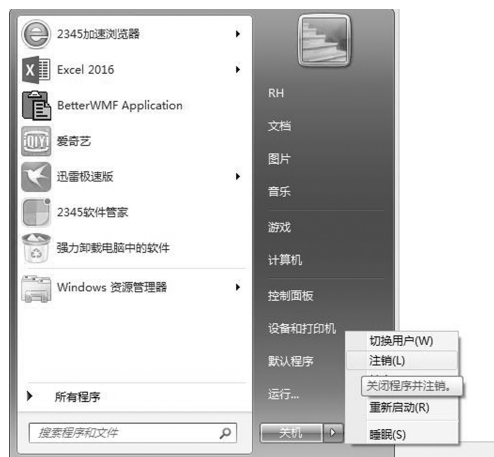 2345加速浏览器
Excel 2016
BetterWMF Application
爱奇艺
迅雷极速版
2345软件管家
强力卸载电脑中的软件
Windows 资源管理器
所有程序
搜索程序和文件
RH
文档
图片
音乐
游戏
计算机
控制面板
设备和打印机
默认程序
运行...
关机
切换用户(W)
注销(L)
关闭程序并注销。
重新启动(R)
睡眠(S)